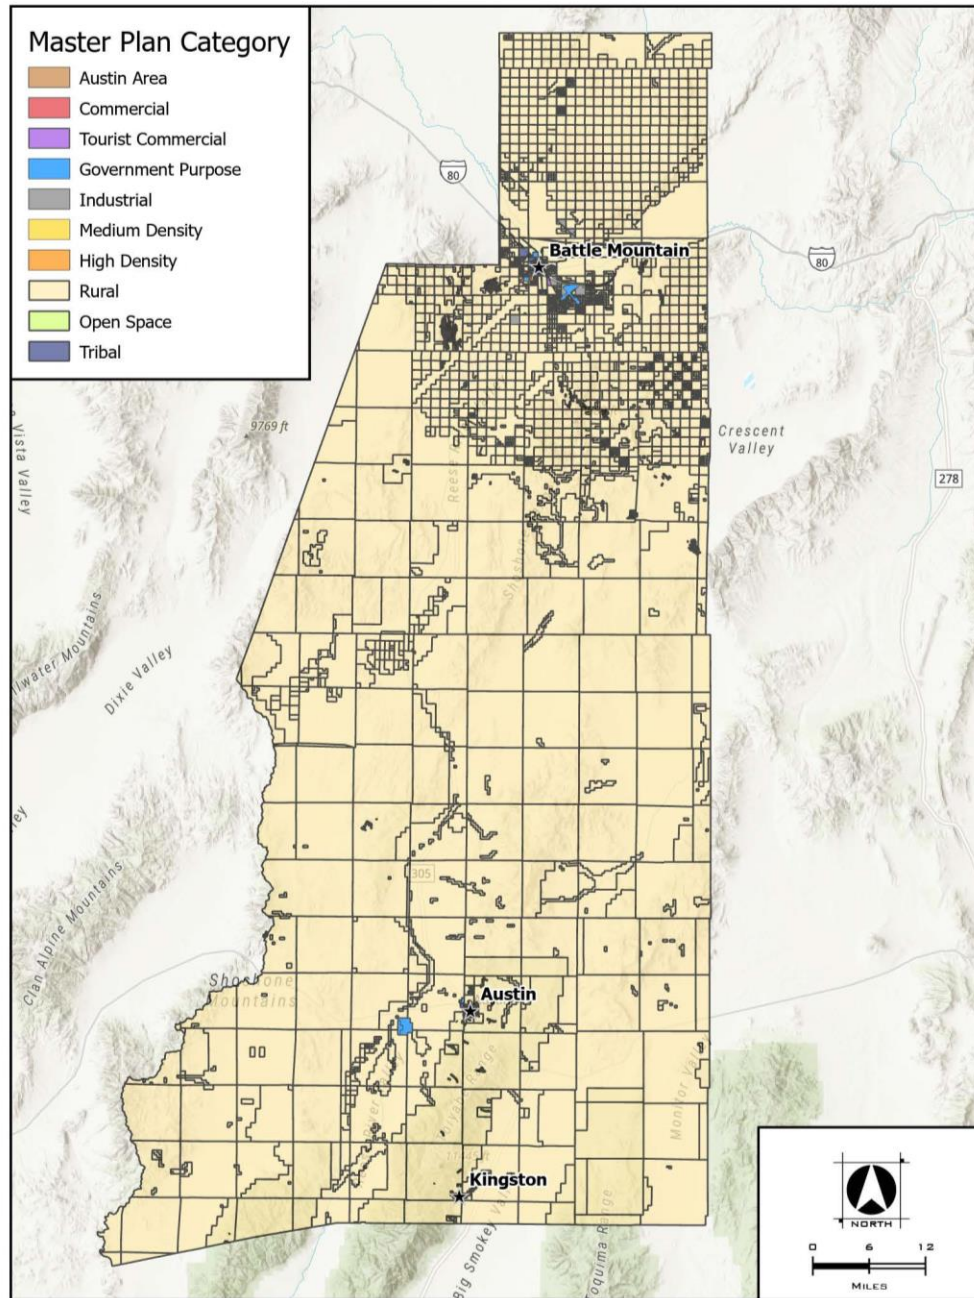 Master Plan Category
Austin Area
Commercial
Tourist Commercial
Government Purpose
Industrial
Medium Density
High Density
Rural
Open Space
Tribal
80
Battle Mountain
80
9769 ft
Vista Valley
Crescent
Valley
278
Reese
Shoshone
Mountains
Dixie Valley
305
Clan Alpine Mountains
Shoshone
Mountains
Austin
Monitor Valley
Kingston
Big Smokey Valley
Range
NORTH
0 6 12
MILES